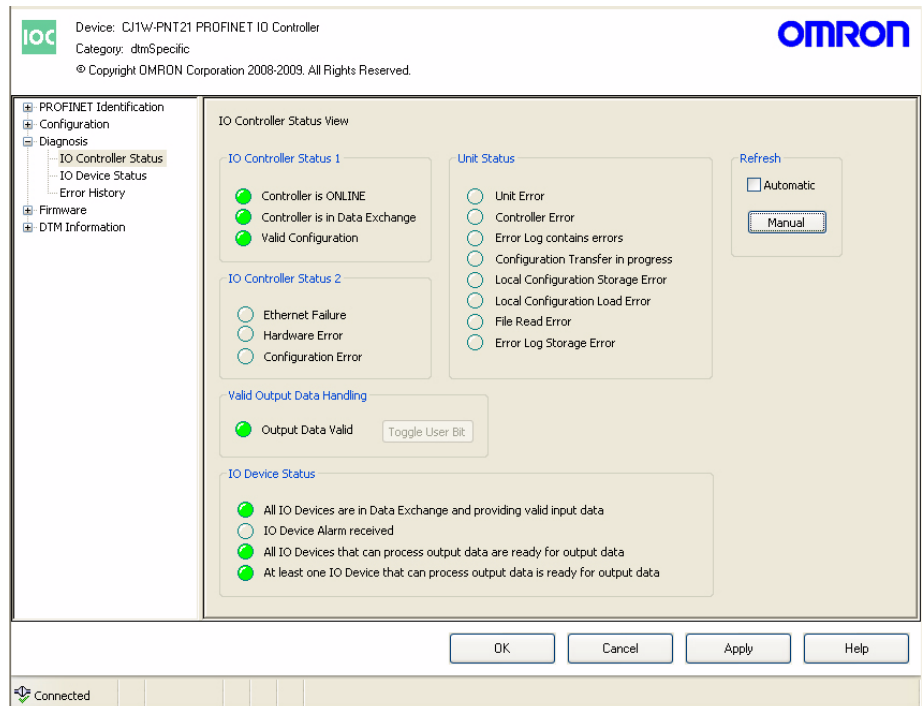 IOC
Device: CJ1W-PNT21 PROFINET IO Controller
Category: dtmSpecific
© Copyright OMRON Corporation 2008-2009. All Rights Reserved.
OMRON
PROFINET Identification
Configuration
Diagnosis
IO Controller Status
IO Device Status
Error History
Firmware
DTM Information
IO Controller Status View
IO Controller Status 1
Controller is ONLINE
Controller is in Data Exchange
Valid Configuration
IO Controller Status 2
Ethernet Failure
Hardware Error
Configuration Error
Unit Status
Unit Error
Controller Error
Error Log contains errors
Configuration Transfer in progress
Local Configuration Storage Error
Local Configuration Load Error
File Read Error
Error Log Storage Error
Refresh
Automatic
Manual
Valid Output Data Handling
Output Data Valid
Toggle User Bit
IO Device Status
All IO Devices are in Data Exchange and providing valid input data
IO Device Alarm received
All IO Devices that can process output data are ready for output data
At least one IO Device that can process output data is ready for output data
OK
Cancel
Apply
Help
Connected